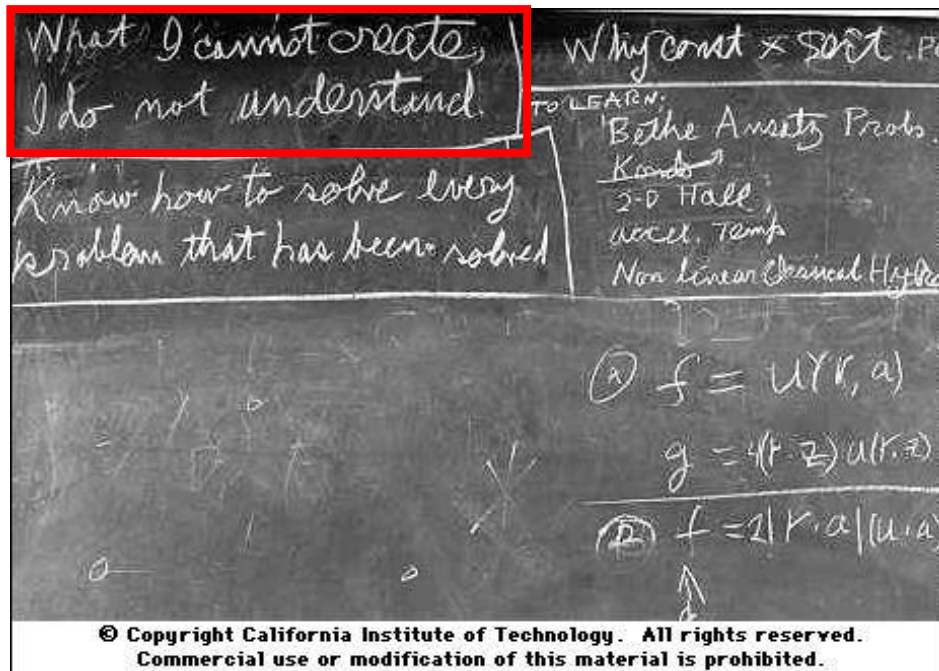 What I cannot create,
I do not understand.
Know how to solve every
problem that has been solved
Why const × sort . Po
TO LEARN:
Bethe Ansatz Probs.
Kondo
2-D Hall
accel. Temp
Non linear Classical Hydro
f = U(r, a)
g = 4(r·z) u(r, z)
f = 2|r·a|(u·a)
© Copyright California Institute of Technology. All rights reserved.
Commercial use or modification of this material is prohibited.